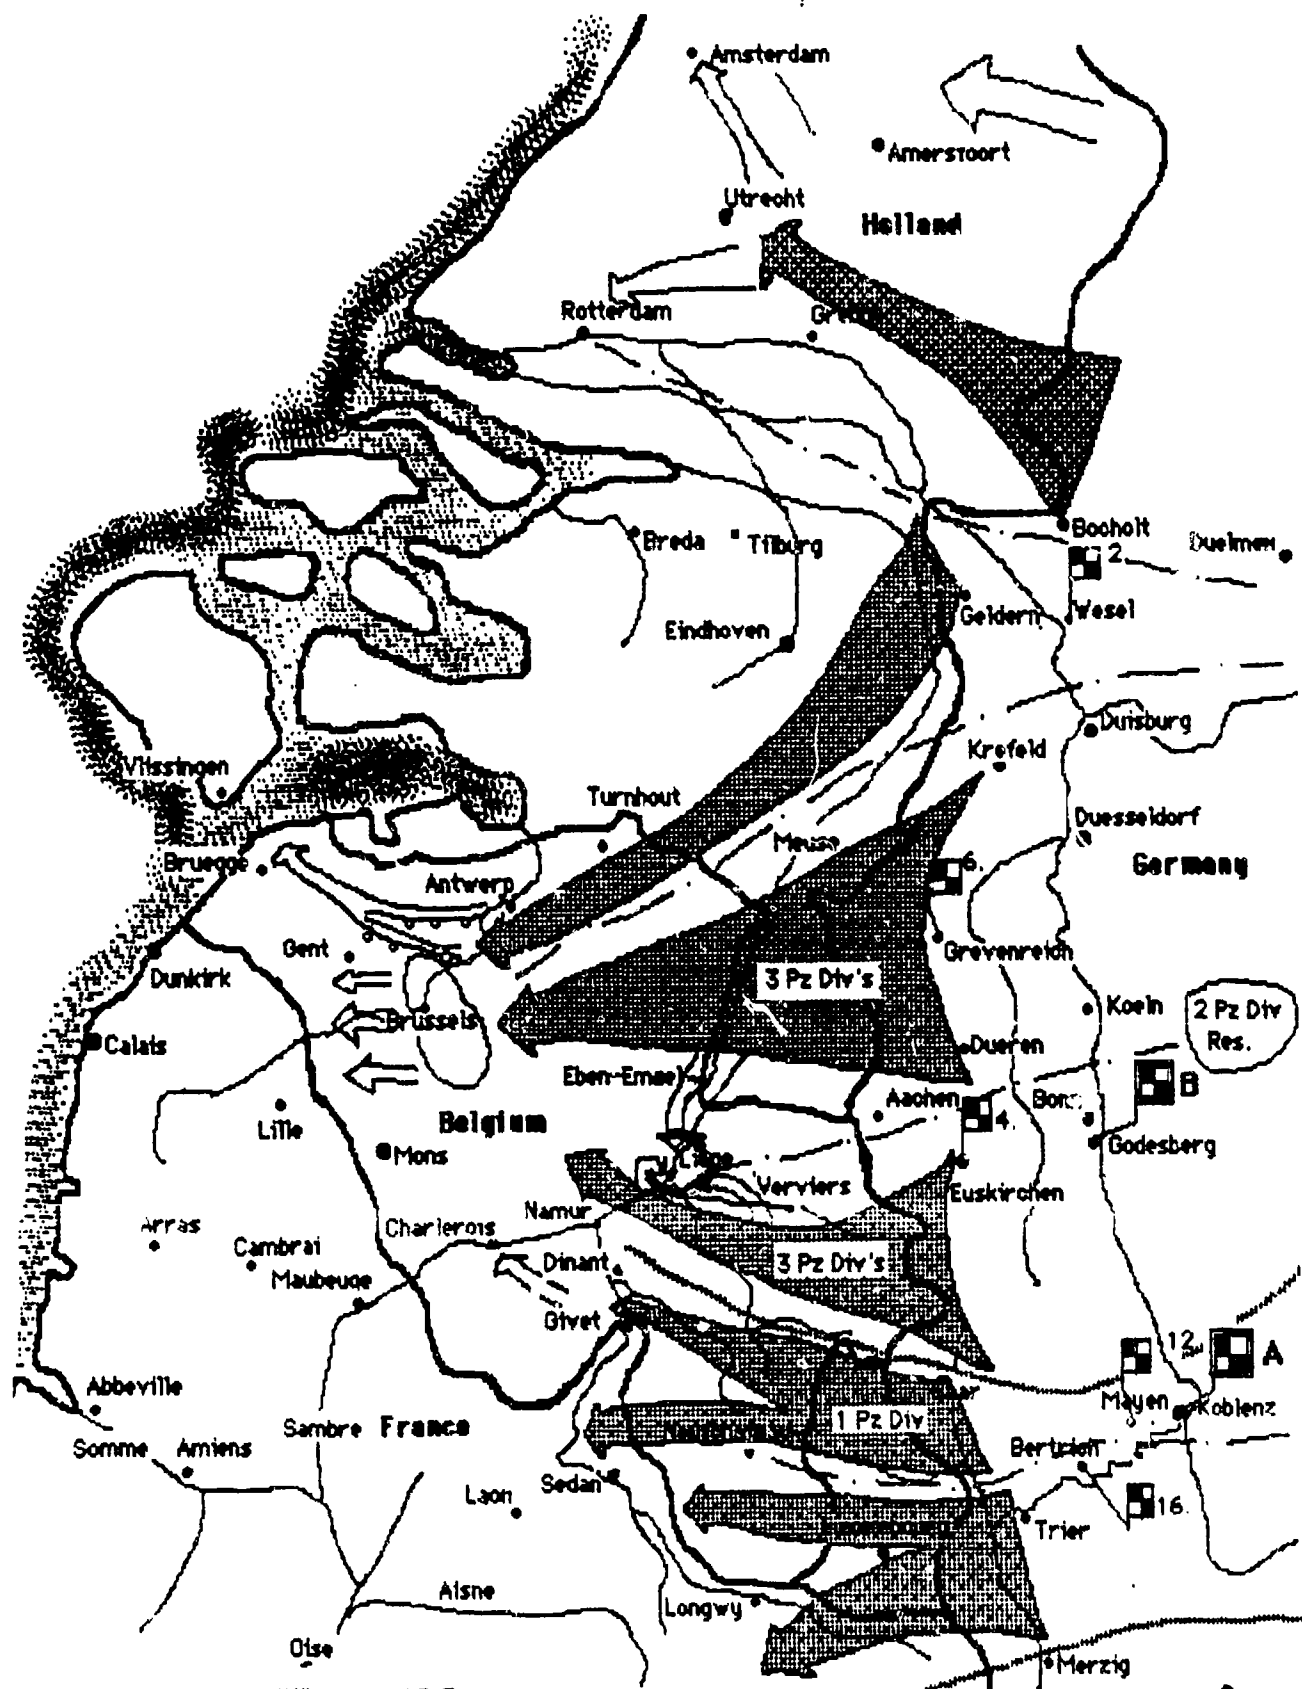 Amsterdam
Amersfoort
Utrecht
Holland
Rotterdam
Bocholt
2.
Duelmen
Breda
Tilburg
Geldern
Wesel
Eindhoven
Duisburg
Krefeld
Vlissingen
Turnhout
Duesseldorf
Meuse
Bruegge
6.
Germany
Antwerp
Gent
Grevenreich
Dunkirk
3 Pz Div's
Koeln
2 Pz Div
Res.
Brussels
Calais
Dueren
Eben-Emael
B
Aachen
4.
Lille
Belgium
Godesberg
Mons
Verviers
Euskirchen
Namur
Arras
Charlerois
Cambrai
Dinant
3 Pz Div's
Maubeuge
Givet
12.
A
Abbeville
Mayen
Koblenz
Sambre
France
1 Pz Div
Somme
Amiens
Bertrich
Sedan
Laon
16.
Trier
Aisne
Longwy
Oise
Merzig